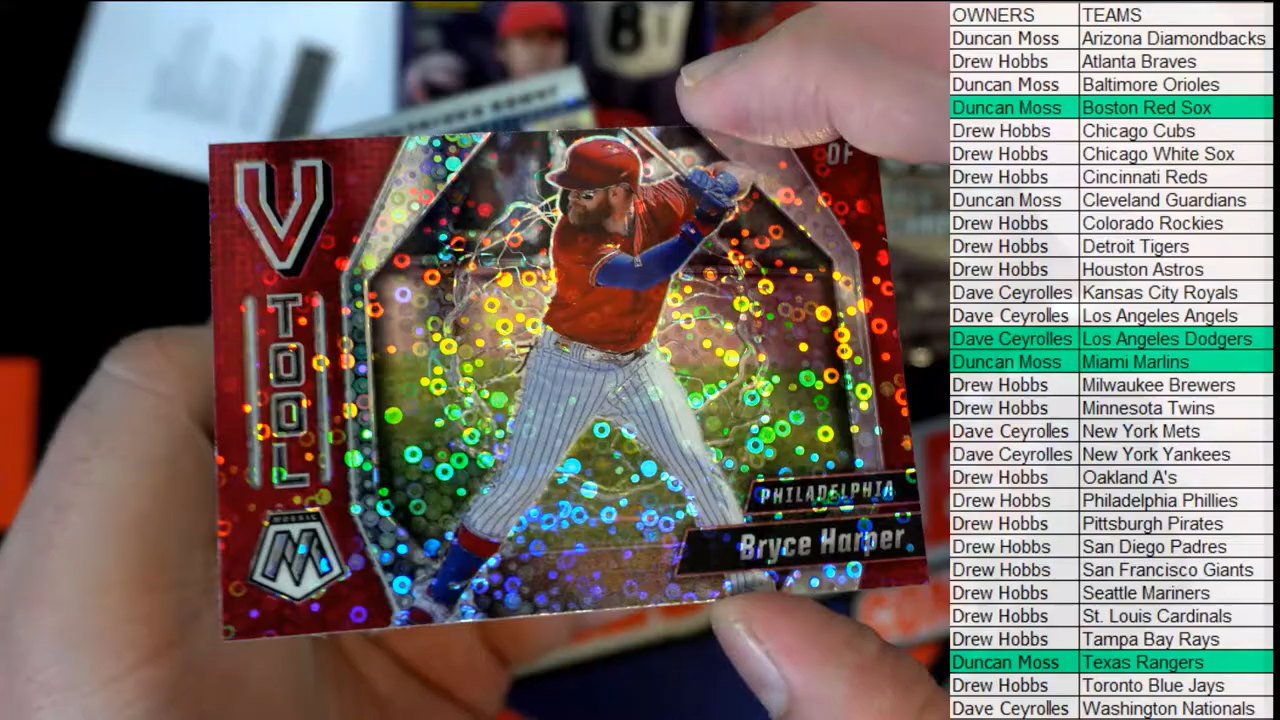 V
TOOL
MOSAIC
OF
PHILADELPHIA
Bryce Harper
8
OWNERS TEAMS
Duncan Moss Arizona Diamondbacks
Drew Hobbs Atlanta Braves
Duncan Moss Baltimore Orioles
Duncan Moss Boston Red Sox
Drew Hobbs Chicago Cubs
Drew Hobbs Chicago White Sox
Drew Hobbs Cincinnati Reds
Duncan Moss Cleveland Guardians
Drew Hobbs Colorado Rockies
Drew Hobbs Detroit Tigers
Drew Hobbs Houston Astros
Dave Ceyrolles Kansas City Royals
Dave Ceyrolles Los Angeles Angels
Dave Ceyrolles Los Angeles Dodgers
Duncan Moss Miami Marlins
Drew Hobbs Milwaukee Brewers
Drew Hobbs Minnesota Twins
Dave Ceyrolles New York Mets
Dave Ceyrolles New York Yankees
Drew Hobbs Oakland A's
Drew Hobbs Philadelphia Phillies
Drew Hobbs Pittsburgh Pirates
Drew Hobbs San Diego Padres
Drew Hobbs San Francisco Giants
Drew Hobbs Seattle Mariners
Drew Hobbs St. Louis Cardinals
Drew Hobbs Tampa Bay Rays
Duncan Moss Texas Rangers
Drew Hobbs Toronto Blue Jays
Dave Ceyrolles Washington Nationals